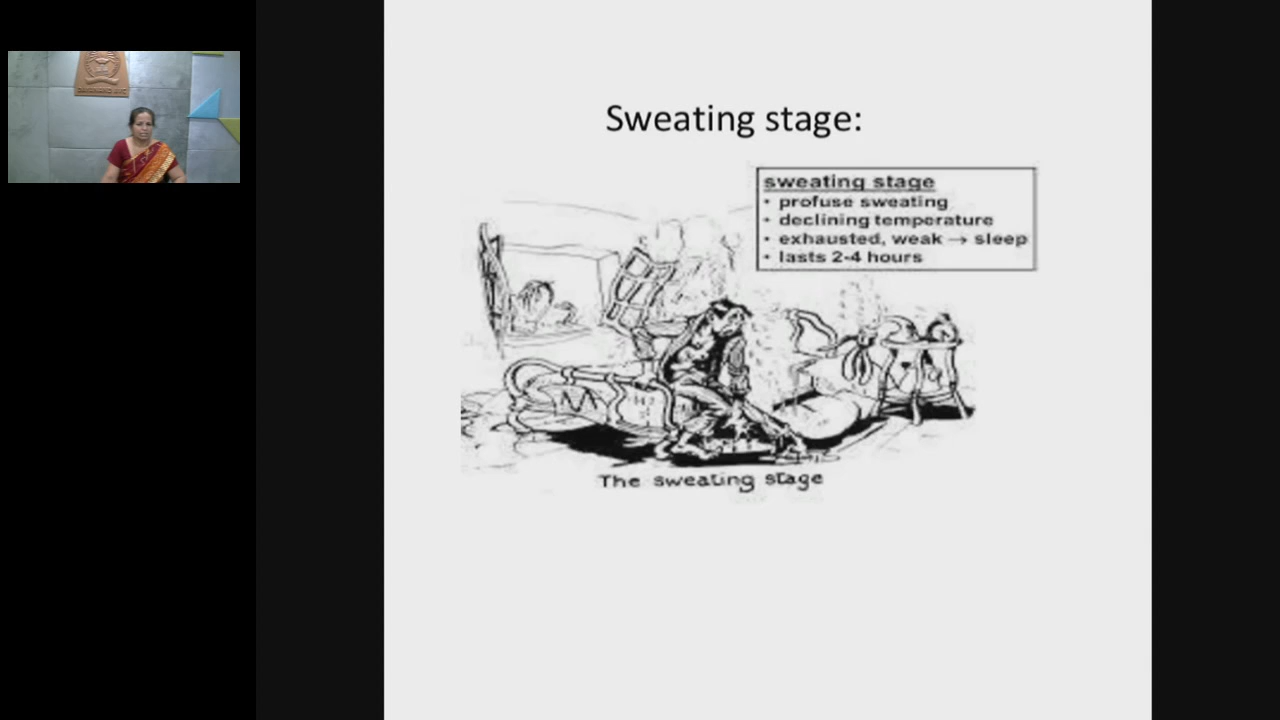 Sweating stage:
sweating stage
• profuse sweating
• declining temperature
• exhausted, weak → sleep
• lasts 2-4 hours
The sweating stage